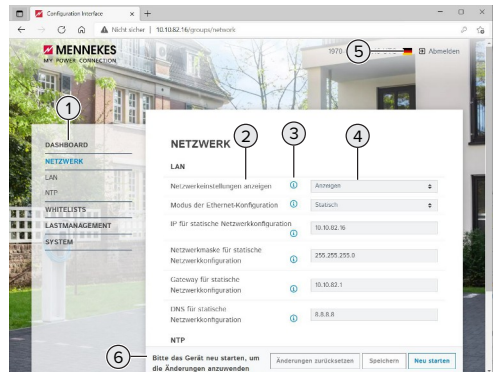 Configuration Interface
Nicht sicher | 10.10.82.16/groups/network
MENNEKES
MY POWER CONNECTION
1970-
5
Abmelden
1
2
3
4
DASHBOARD
NETZWERK
LAN
NTP
WHITELISTS
LASTMANAGEMENT
SYSTEM
NETZWERK
LAN
Netzwerkeinstellungen anzeigen
Anzeigen
Modus der Ethernet-Konfiguration
Statisch
IP für statische Netzwerkkonfiguration
10.10.82.16
Netzwerkmaske für statische
Netzwerkkonfiguration
255.255.255.0
Gateway für statische
Netzwerkkonfiguration
10.10.82.1
DNS für statische
Netzwerkkonfiguration
8.8.8.8
NTP
6
Bitte das Gerät neu starten, um
die Änderungen anzuwenden
Änderungen zurücksetzen
Speichern
Neu starten